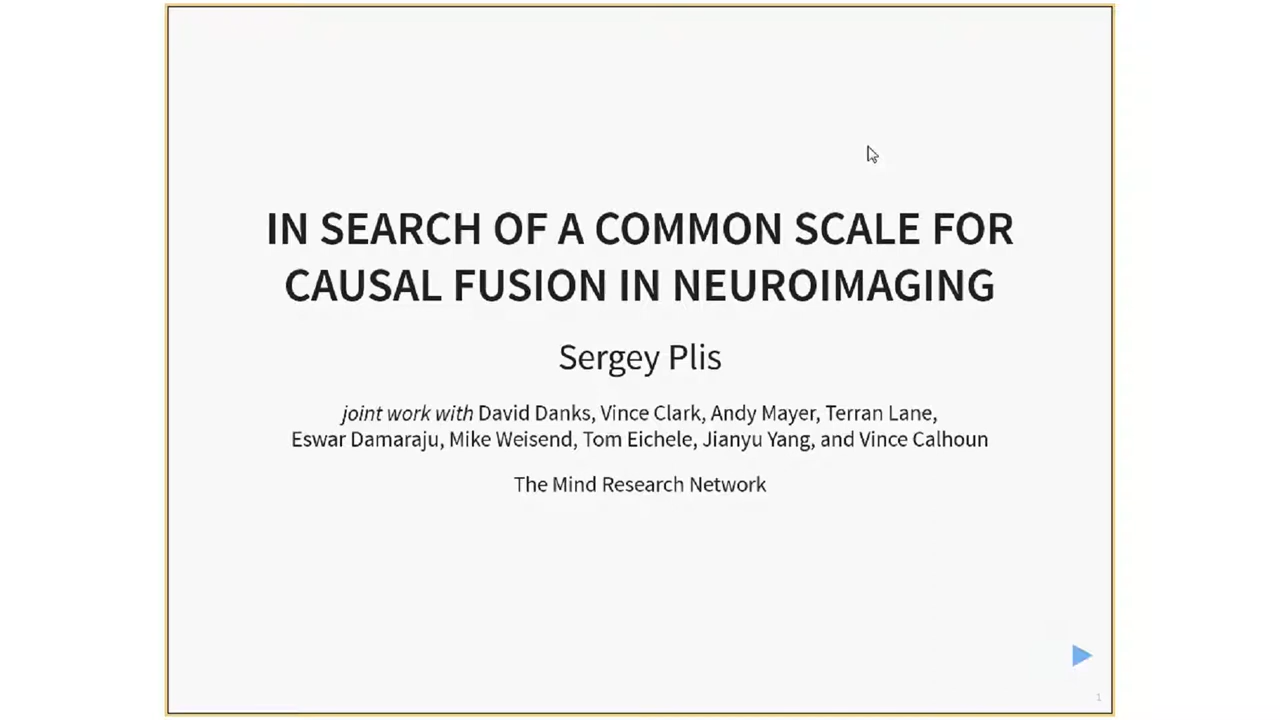 IN SEARCH OF A COMMON SCALE FOR
CAUSAL FUSION IN NEUROIMAGING
Sergey Plis
joint work with David Danks, Vince Clark, Andy Mayer, Terran Lane,
Eswar Damaraju, Mike Weisend, Tom Eichele, Jianyu Yang, and Vince Calhoun
The Mind Research Network
1